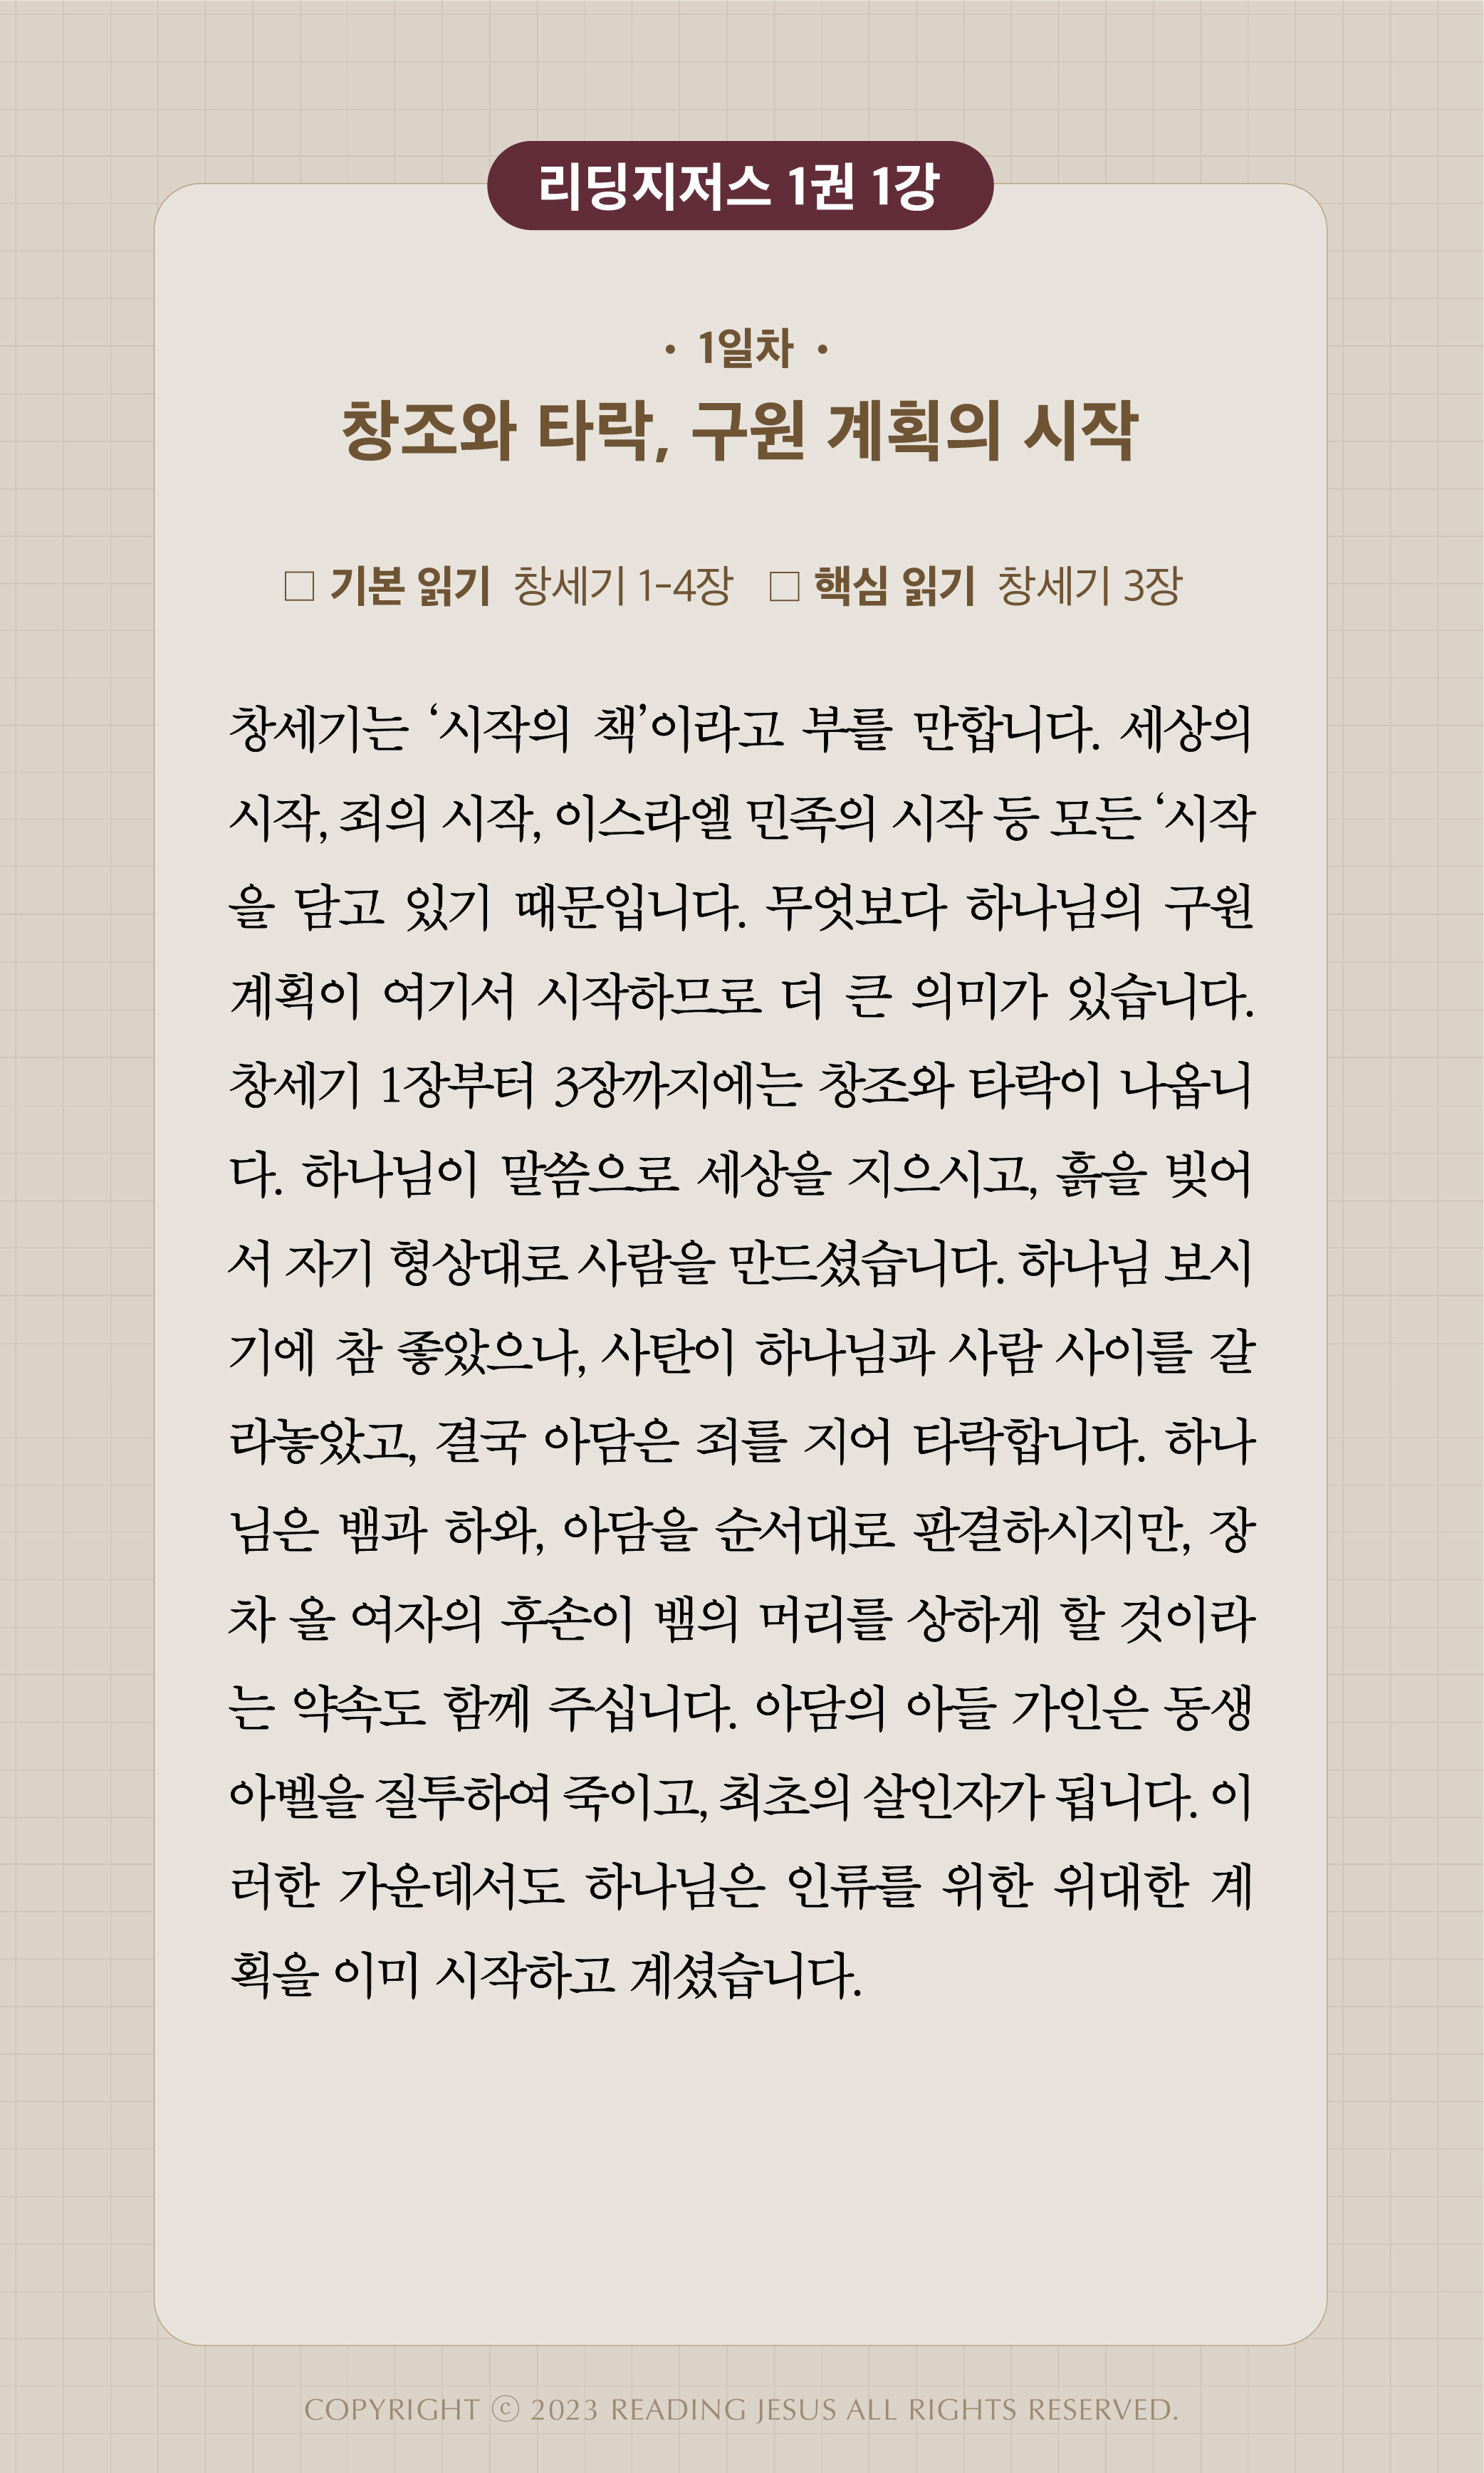 리딩지저스 1권 1강
· 1일차 ·
창조와 타락, 구원 계획의 시작
□ 기본 읽기 창세기 1-4장 □ 핵심 읽기 창세기 3장
창세기는 ‘시작의 책’이라고 부를 만합니다. 세상의
시작, 죄의 시작, 이스라엘 민족의 시작 등 모든 ‘시작
을 담고 있기 때문입니다. 무엇보다 하나님의 구원
계획이 여기서 시작하므로 더 큰 의미가 있습니다.
창세기 1장부터 3장까지에는 창조와 타락이 나옵니
다. 하나님이 말씀으로 세상을 지으시고, 흙을 빚어
서 자기 형상대로 사람을 만드셨습니다. 하나님 보시
기에 참 좋았으나, 사탄이 하나님과 사람 사이를 갈
라놓았고, 결국 아담은 죄를 지어 타락합니다. 하나
님은 뱀과 하와, 아담을 순서대로 판결하시지만, 장
차 올 여자의 후손이 뱀의 머리를 상하게 할 것이라
는 약속도 함께 주십니다. 아담의 아들 가인은 동생
아벨을 질투하여 죽이고, 최초의 살인자가 됩니다. 이
러한 가운데서도 하나님은 인류를 위한 위대한 계
획을 이미 시작하고 계셨습니다.
COPYRIGHT ⓒ 2023 READING JESUS ALL RIGHTS RESERVED.